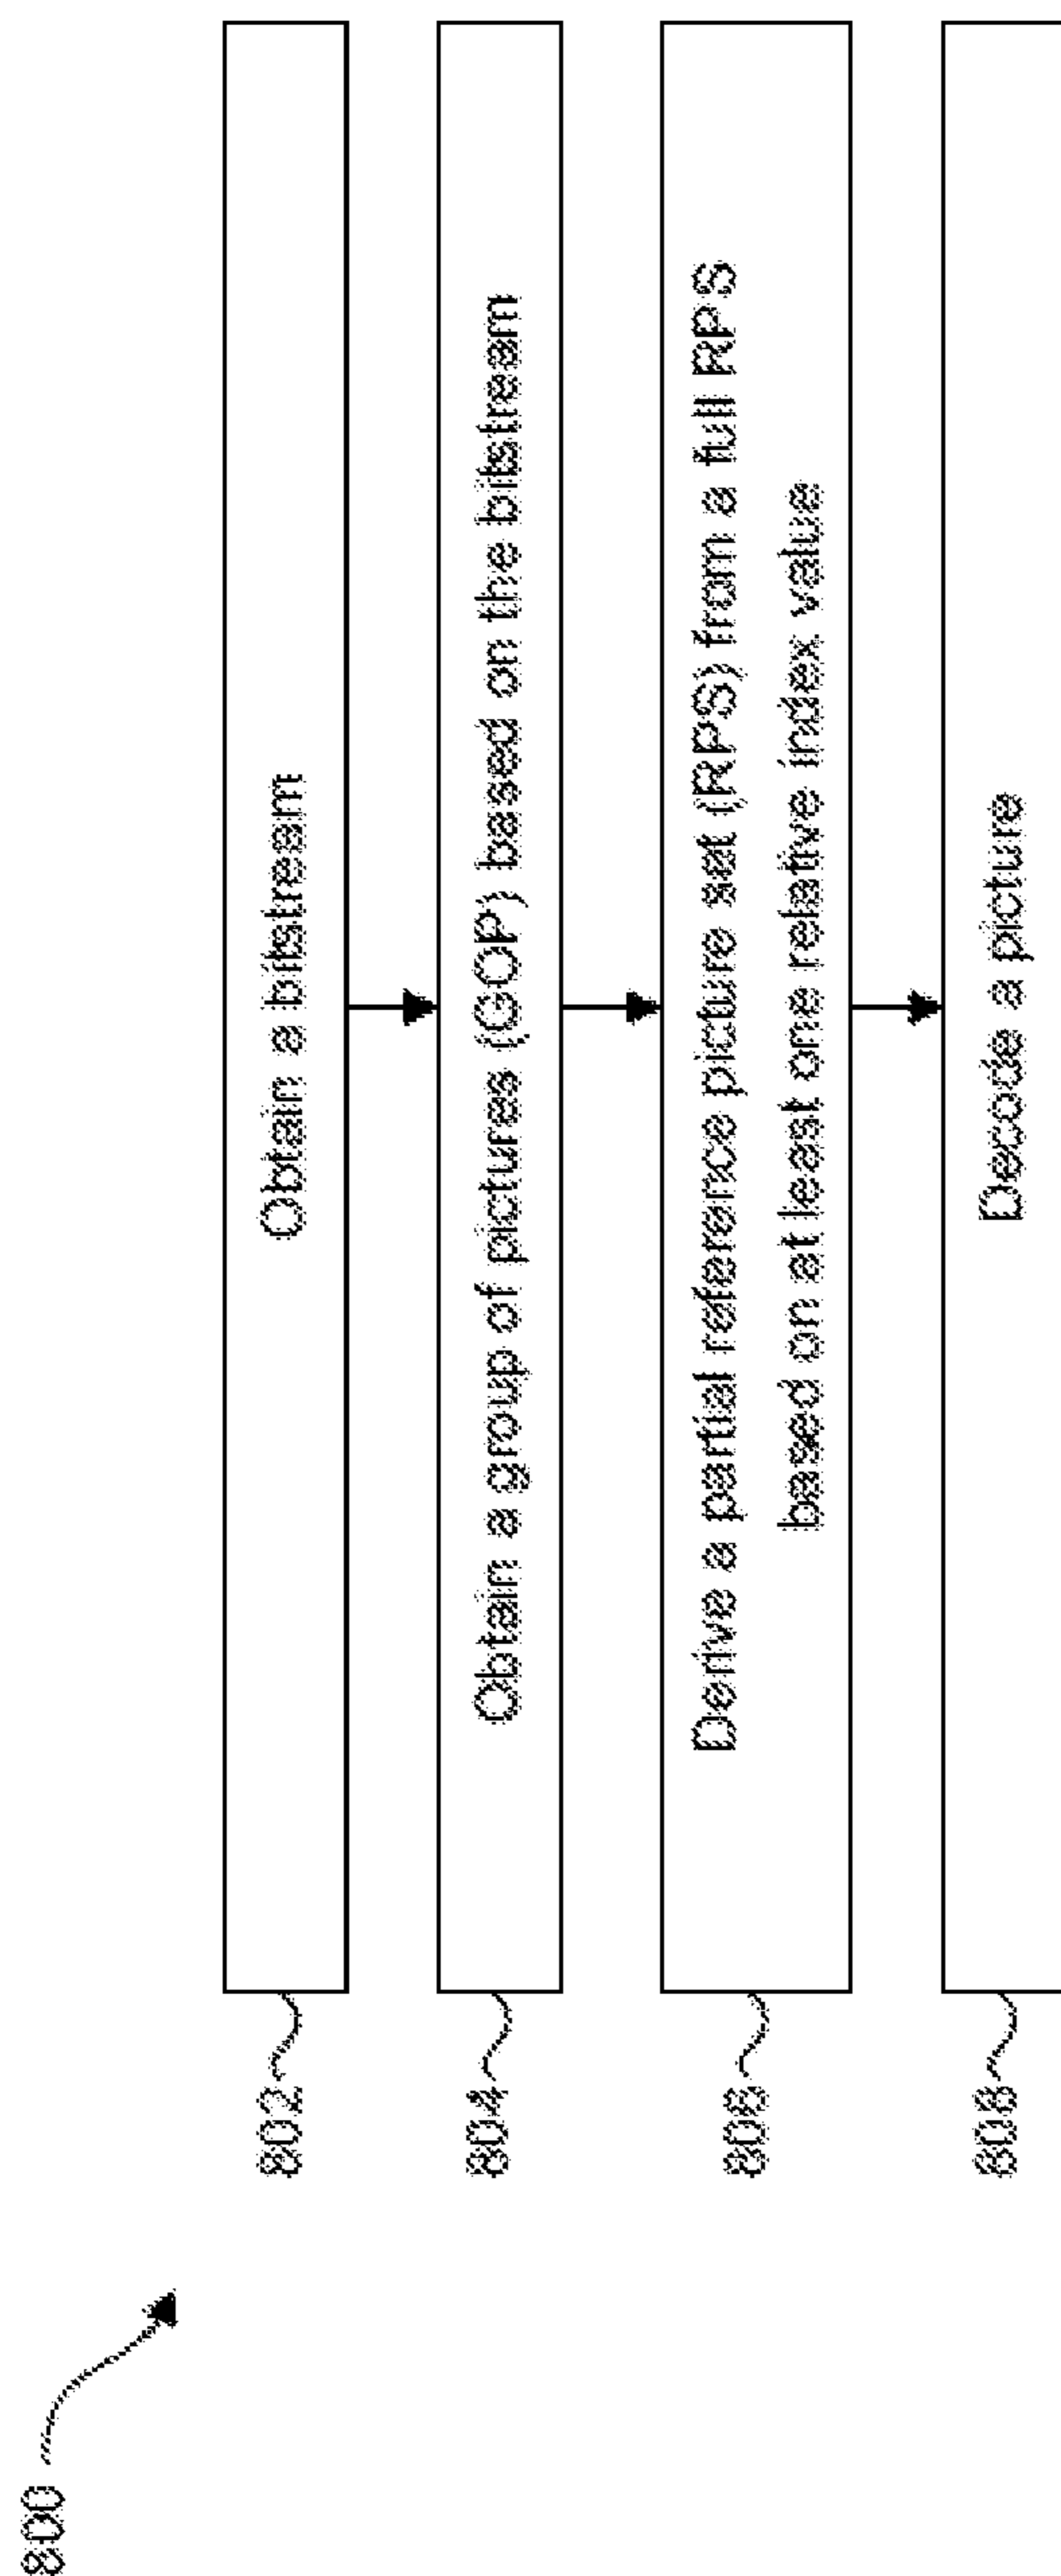 800
802
Obtain a bitstream
804
Obtain a group of pictures (GOP) based on the bitstream
806
Derive a partial reference picture set (RPS) from a full RPS
based on at least one relative index value
808
Decode a picture